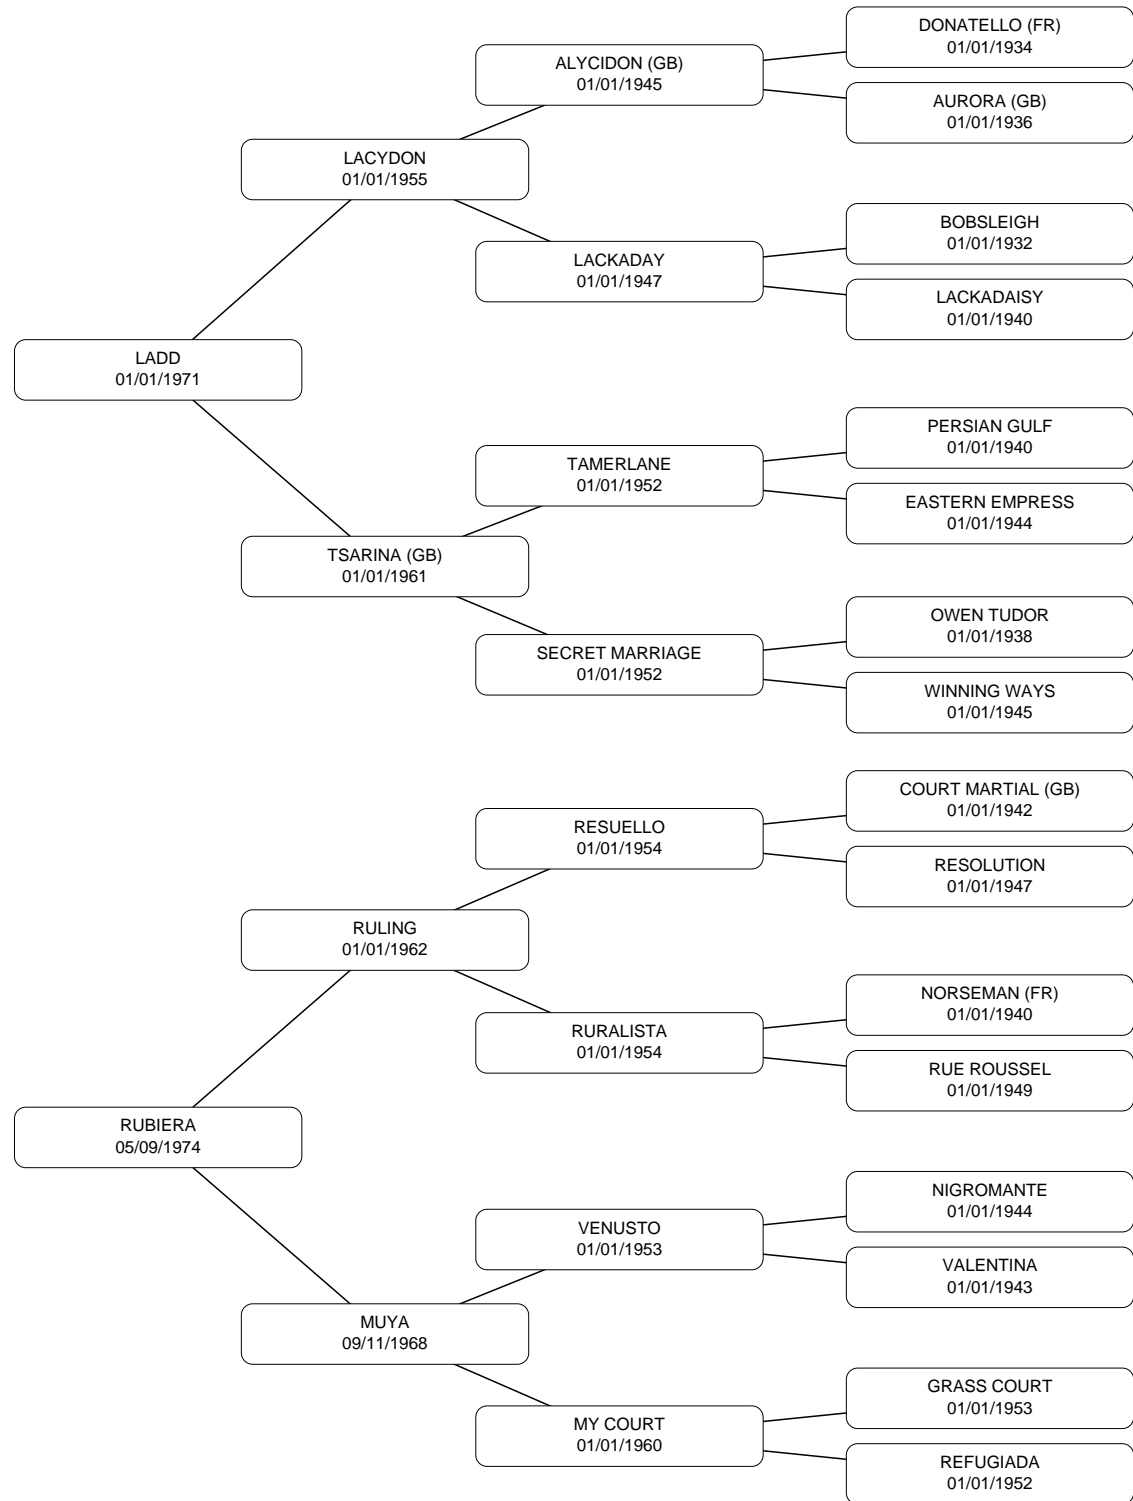 DONATELLO (FR)
01/01/1934
ALYCIDON (GB)
01/01/1945
AURORA (GB)
01/01/1936
LACYDON
01/01/1955
BOBSLEIGH
01/01/1932
LACKADAY
01/01/1947
LACKADAISY
01/01/1940
LADD
01/01/1971
PERSIAN GULF
01/01/1940
TAMERLANE
01/01/1952
EASTERN EMPRESS
01/01/1944
TSARINA (GB)
01/01/1961
OWEN TUDOR
01/01/1938
SECRET MARRIAGE
01/01/1952
WINNING WAYS
01/01/1945
COURT MARTIAL (GB)
01/01/1942
RESUELLO
01/01/1954
RESOLUTION
01/01/1947
RULING
01/01/1962
NORSEMAN (FR)
01/01/1940
RURALISTA
01/01/1954
RUE ROUSSEL
01/01/1949
RUBIERA
05/09/1974
NIGROMANTE
01/01/1944
VENUSTO
01/01/1953
VALENTINA
01/01/1943
MUYA
09/11/1968
GRASS COURT
01/01/1953
MY COURT
01/01/1960
REFUGIADA
01/01/1952